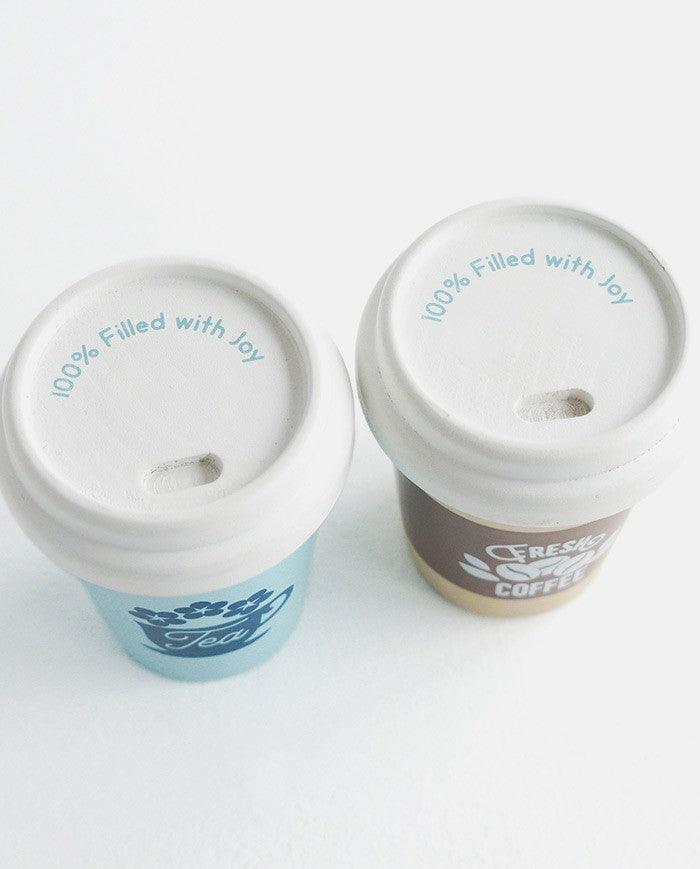 100% Filled with Joy
Tea
100% Filled with Joy
FRESH
COFFEE